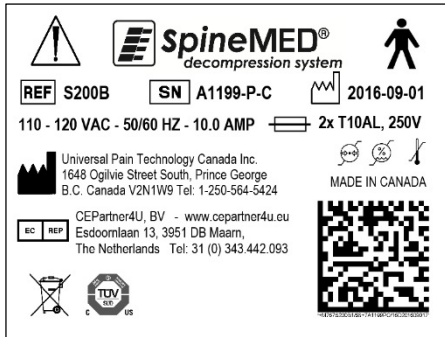 SpineMED®
decompression system
REF S200B SN A1199-P-C 2016-09-01
110 - 120 VAC - 50/60 HZ - 10.0 AMP 2x T10AL, 250V
Universal Pain Technology Canada Inc.
1648 Ogilvie Street South, Prince George
B.C. Canada V2N1W9 Tel: 1-250-564-5424
MADE IN CANADA
EC REP
CEPartner4U, BV - www.cepartner4u.eu
Esdoornlaan 13, 3951 DB Maarn,
The Netherlands Tel: 31 (0) 343.442.093
TÜV
SÜD
C US